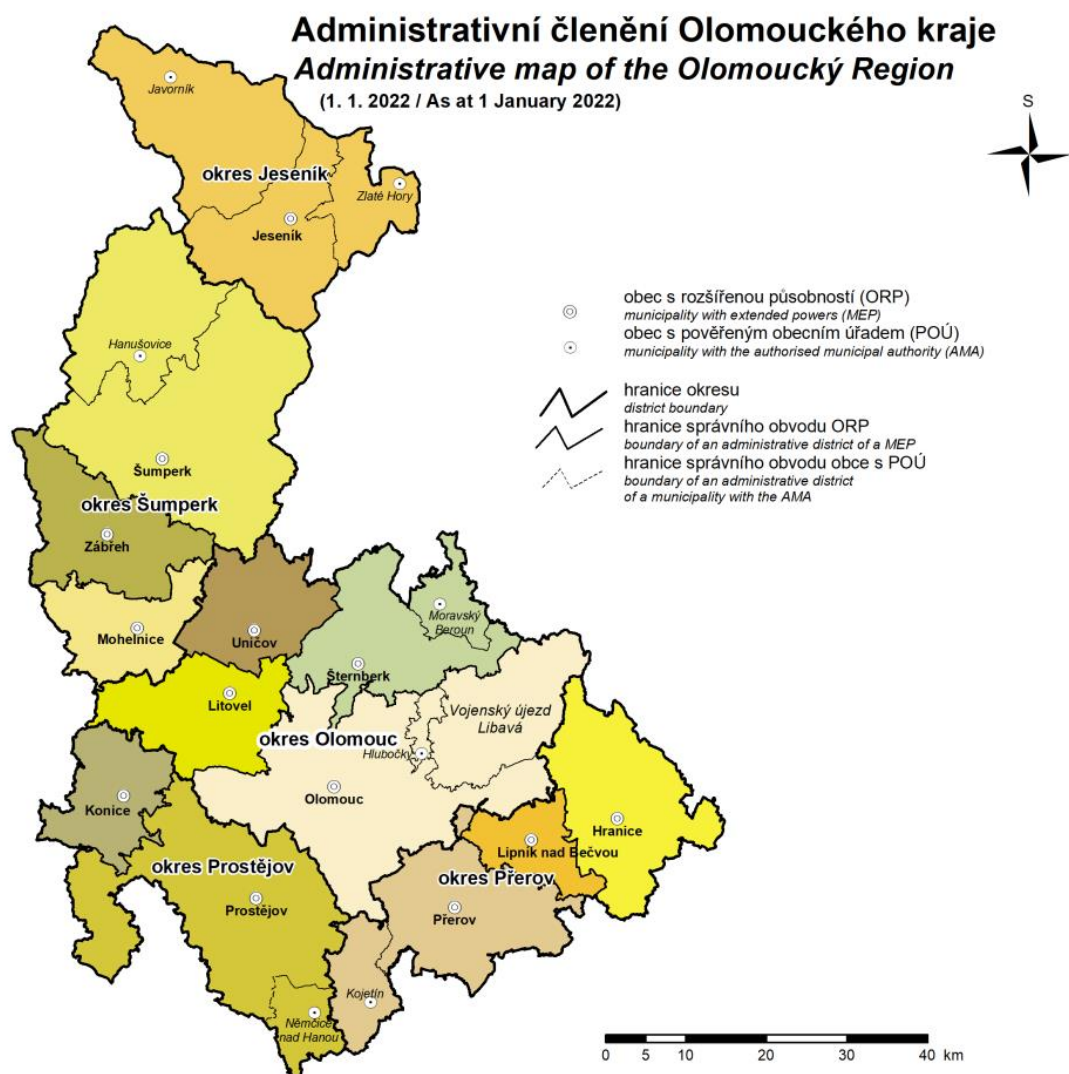 Administrativní členění Olomouckého kraje
Administrative map of the Olomoucký Region
(1. 1. 2022 / As at 1 January 2022)
S
Javorník
okres Jeseník
Zlaté Hory
Jeseník
obec s rozšířenou působností (ORP)
municipality with extended powers (MEP)
obec s pověřeným obecním úřadem (POÚ)
municipality with the authorised municipal authority (AMA)
hranice okresu
district boundary
hranice správního obvodu ORP
boundary of an administrative district of a MEP
hranice správního obvodu obce s POÚ
boundary of an administrative district
of a municipality with the AMA
Hanušovice
Šumperk
okres Šumperk
Zábřeh
Mohelnice
Uničov
Moravský
Beroun
Šternberk
Litovel
Vojenský újezd
Libavá
okres Olomouc
Hlubočky
Olomouc
Konice
Hranice
Lipník nad Bečvou
okres Prostějov
okres Přerov
Prostějov
Přerov
Kojetín
Němčice
nad Hanou
0 5 10 20 30 40 km